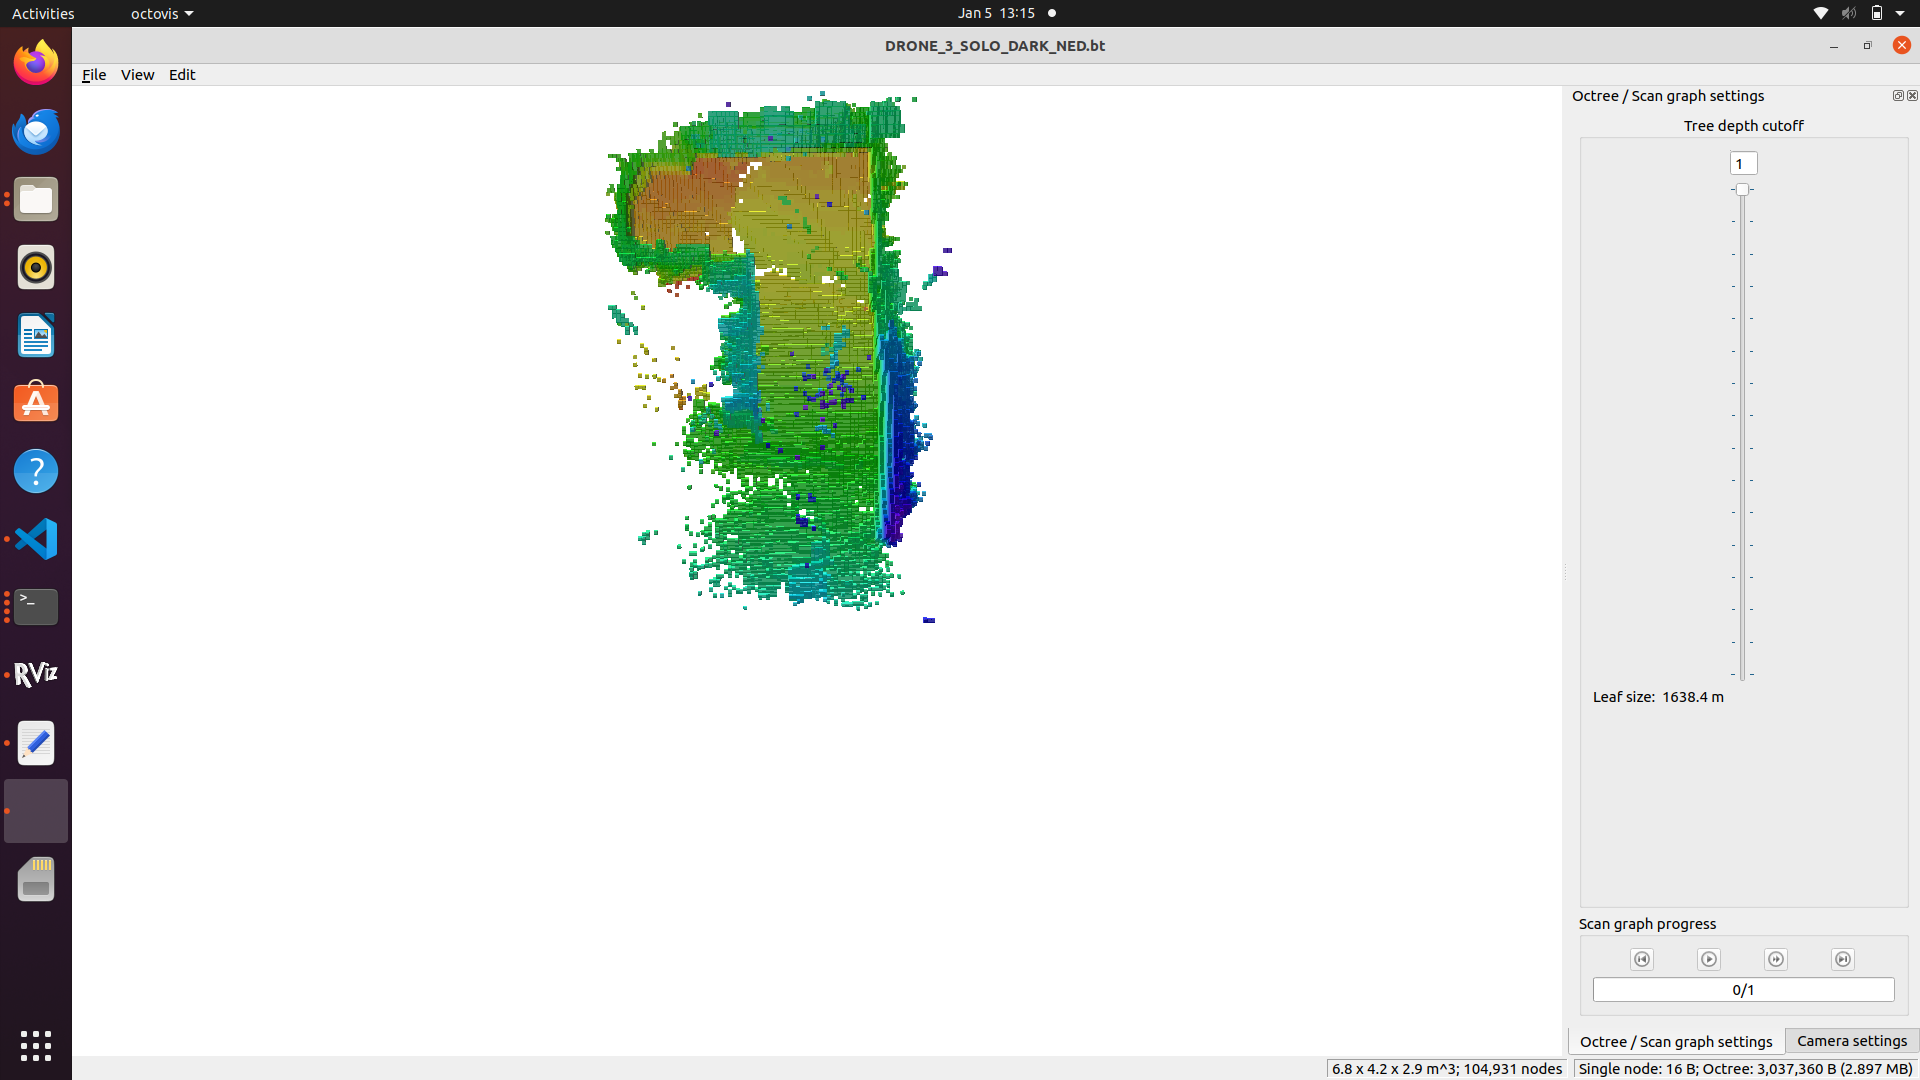 Activities
octovis
Jan 5 13:15
DRONE_3_SOLO_DARK_NED.bt
File View Edit
Octree / Scan graph settings
Tree depth cutoff
1
Leaf size: 1638.4 m
Scan graph progress
0/1
Octree / Scan graph settings
Camera settings
6.8 x 4.2 x 2.9 m^3; 104,931 nodes
Single node: 16 B; Octree: 3,037,360 B (2.897 MB)
>_
RViz
?